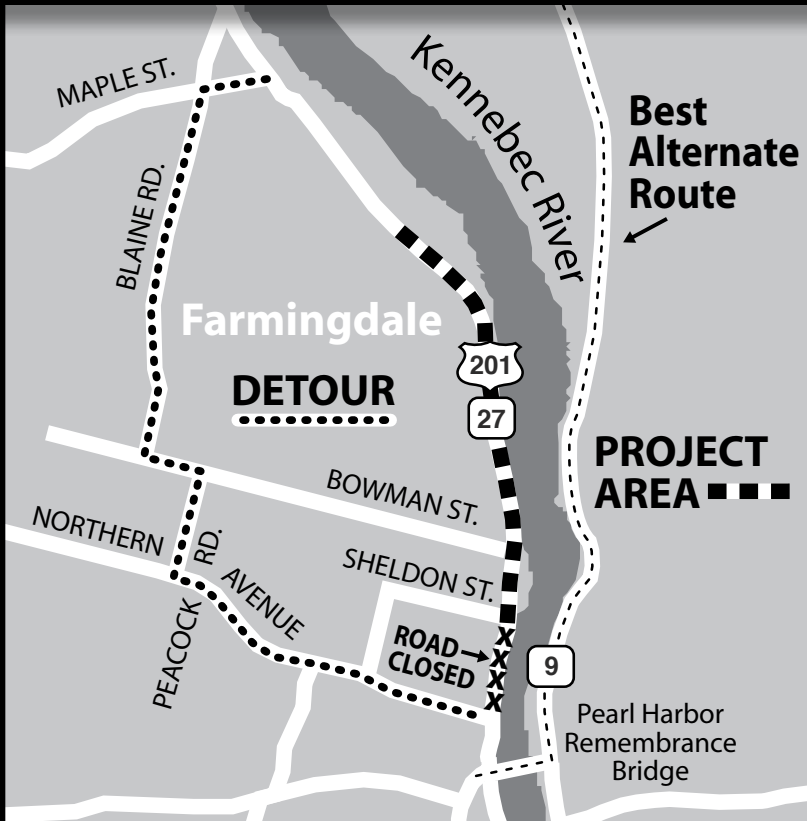 MAPLE ST.
Kennebec River
Best
Alternate
Route
BLAINE RD.
Farmingdale
DETOUR
201
27
PROJECT
AREA
BOWMAN ST.
NORTHERN
AVENUE
PEACOCK
RD.
SHELDON ST.
ROAD
CLOSED
X
X
X
X
9
Pearl Harbor
Remembrance
Bridge